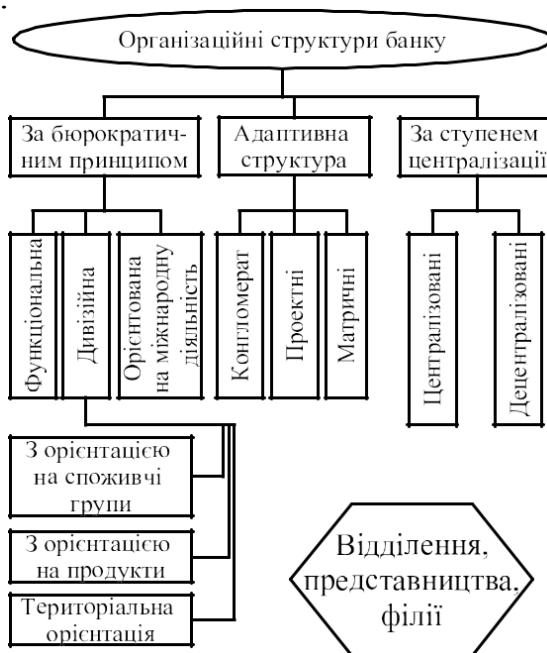 Організаційні структури банку
За бюрократич-
ним принципом
Адаптивна
структура
За ступенем
централізації
Функціональна
Дивізійна
Орієнтована
на міжнародну
діяльність
Конгломерат
Проектні
Матричні
Централізовані
Децентралізовані
З орієнтацією
на споживчі
групи
З орієнтацією
на продукти
Територіальна
орієнтація
Відділення,
представництва,
філії